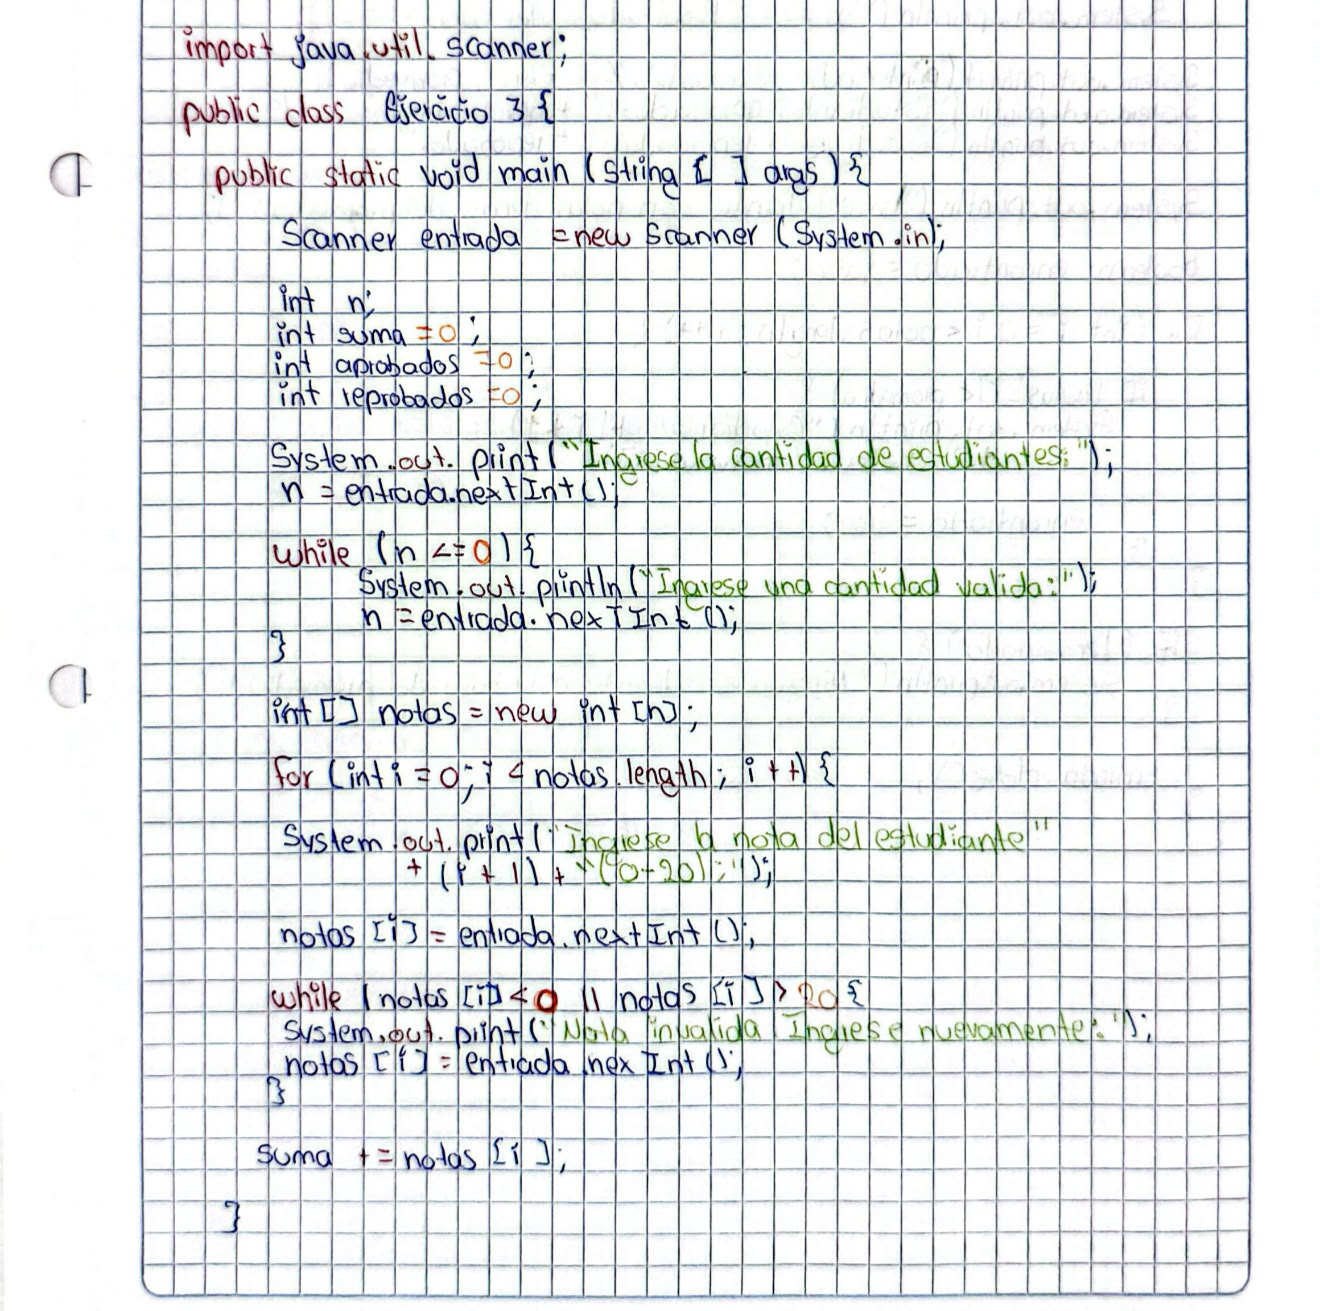 import java.util.Scanner;
public class Ejercicio 3 {
public static void main (String [ ] args) {
Scanner entrada = new Scanner (System.in);
int n;
int suma = 0 ;
int aprobados = 0 ;
int reprobados = 0 ;
System.out. print ("Ingrese la cantidad de estudiantes: ");
n = entrada.nextInt ();
while (n <= 0) {
System.out. println ("Ingrese una cantidad valida: ");
n = entrada. nextInt ();
}
int [] notas = new int [n];
for (int i = 0; i < notas. length ; i ++) {
System.out. print ("Ingrese la nota del estudiante"
+ (i + 1) + "(0-20): ");
notas [i] = entrada.nextInt ();
while (notas [i] < 0 || notas [i] > 20 {
System.out. print ("Nota invalida. Ingrese nuevamente: ");
notas [i] = entrada.nexInt ();
}
suma += notas [i ];
}